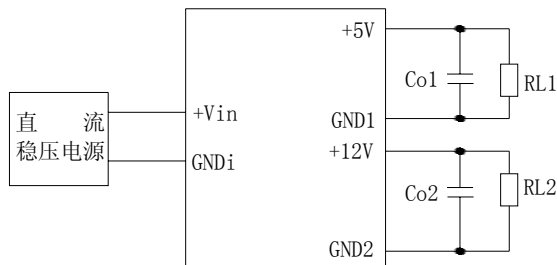 +5V
Co1
RL1
直 流
稳压电源
+Vin
GNDi
GND1
+12V
Co2
RL2
GND2